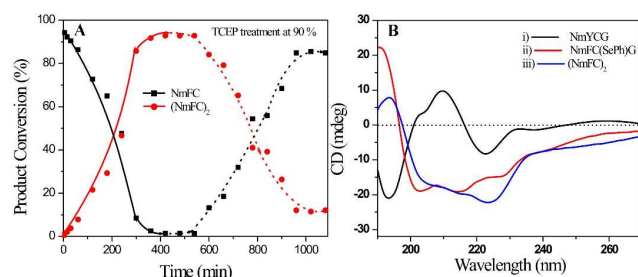 A
TCEP treatment at 90 %
NmFC
(NmFC)₂
Product Conversion (%)
100
80
60
40
20
0
0 200 400 600 800 1000
Time (min)
B
i) NmYCG
ii) NmFC(SePh)G
iii) (NmFC)₂
CD (mdeg)
30
20
10
0
-10
-20
-30
200 220 240 260
Wavelength (nm)